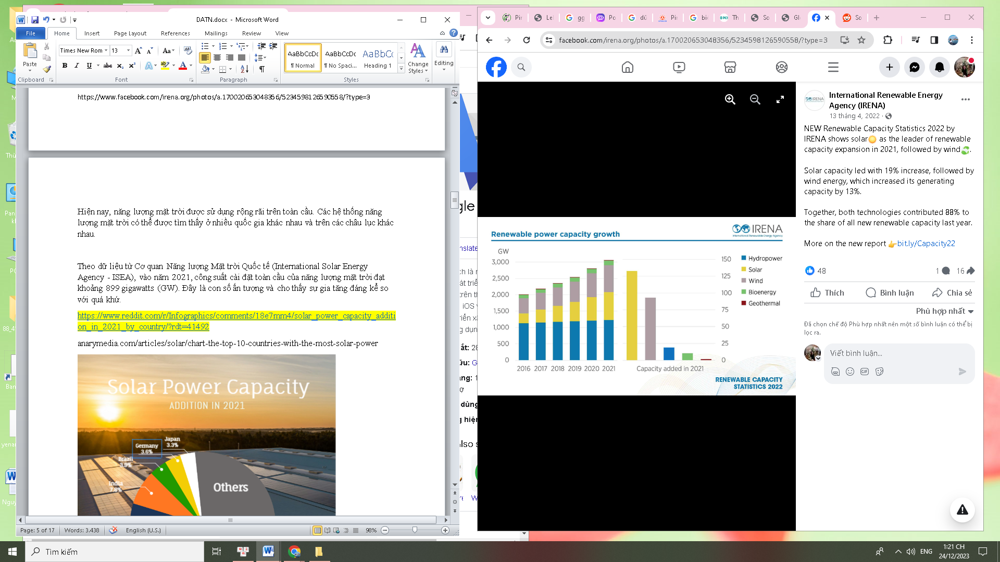 DATN.docx - Microsoft Word
File Home Insert Page Layout References Mailings Review View
Times New Rom 13
Paste
AaBbCcDc AaBbCcDc AaBbCc
¶ Normal ¶ No Spaci... Heading 1
Change Styles
Editing
Clipboard Font Paragraph Styles
https://www.facebook.com/irena.org/photos/a.170020653048356/5234598126590558/?type=3
Hiện nay, năng lượng mặt trời được sử dụng rộng rãi trên toàn cầu. Các hệ thống năng
lượng mặt trời có thể được tìm thấy ở nhiều quốc gia khác nhau và trên các châu lục khác
nhau.
Theo dữ liệu từ Cơ quan Năng lượng Mặt trời Quốc tế (International Solar Energy
Agency - ISEA), vào năm 2021, công suất cài đặt toàn cầu của năng lượng mặt trời đạt
khoảng 899 gigawatts (GW). Đây là con số ấn tượng và cho thấy sự gia tăng đáng kể so
với quá khứ.
https://www.reddit.com/r/Infographics/comments/18e7mm4/solar_power_capacity_additi
on_in_2021_by_country/?rdt=41492
anarymedia.com/articles/solar/chart-the-top-10-countries-with-the-most-solar-power
Solar Power Capacity
ADDITION IN 2021
Japan
3.3%
Germany
3.6%
Brazil
3.9%
India
7.8%
Others
Page: 5 of 17 Words: 3.438 English (U.S.) 98%
facebook.com/irena.org/photos/a.170020653048356/5234598126590558/?type=3
International Renewable Energy
Agency (IRENA)
13 tháng 4, 2022 ·
NEW Renewable Capacity Statistics 2022 by
IRENA shows solar☀️ as the leader of renewable
capacity expansion in 2021, followed by wind♻️.
Solar capacity led with 19% increase, followed by
wind energy, which increased its generating
capacity by 13%.
Together, both technologies contributed 88% to
the share of all new renewable capacity last year.
More on the new report 👉bit.ly/Capacity22
48 1 16
Thích Bình luận Chia sẻ
Phù hợp nhất
Đã chọn chế độ Phù hợp nhất nên một số bình luận có thể bị
lọc ra.
Viết bình luận...
GIF
Renewable power capacity growth
IRENA
International Renewable Energy Agency
GW
3,000
2,500
2,000
1,500
1,000
500
0
2016 2017 2018 2019 2020 2021
150
125
100
75
50
25
0
Capacity added in 2021
Hydropower
Solar
Wind
Bioenergy
Geothermal
RENEWABLE CAPACITY
STATISTICS 2022
Tìm kiếm
ENG
1:21 CH
24/12/2023